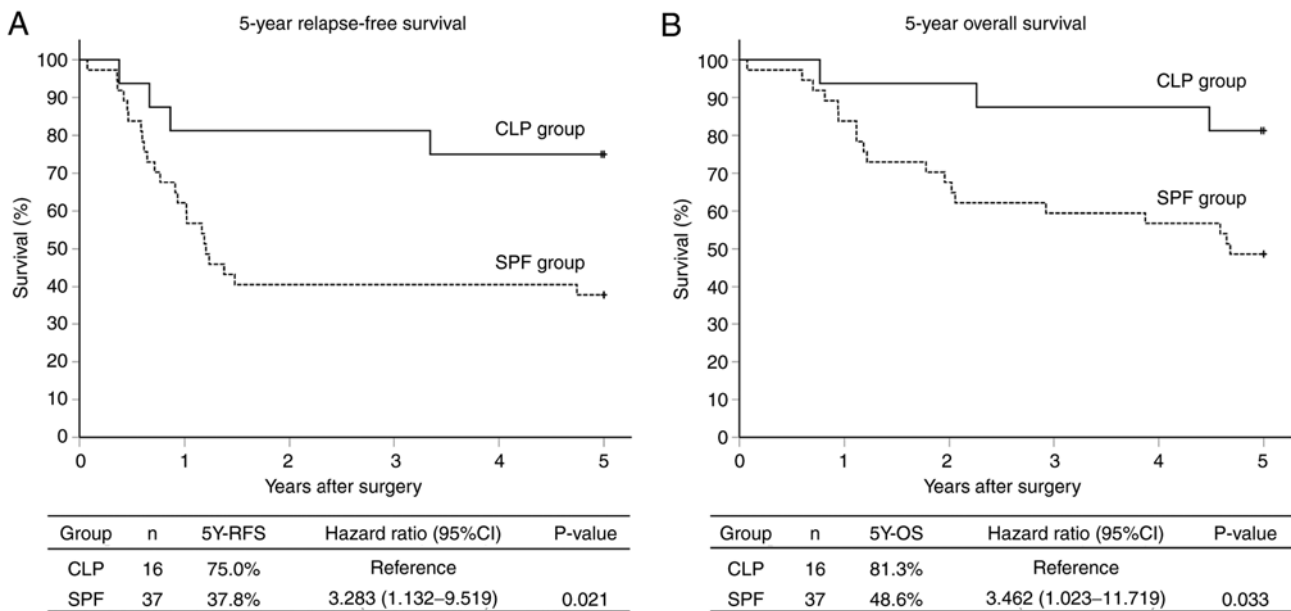 A
5-year relapse-free survival
100
90
80
70
60
50
40
30
20
10
0
Survival (%)
CLP group
SPF group
0 1 2 3 4 5
Years after surgery
Group n 5Y-RFS Hazard ratio (95%CI) P-value
CLP 16 75.0% Reference
SPF 37 37.8% 3.283 (1.132–9.519) 0.021
B
5-year overall survival
100
90
80
70
60
50
40
30
20
10
0
Survival (%)
CLP group
SPF group
0 1 2 3 4 5
Years after surgery
Group n 5Y-OS Hazard ratio (95%CI) P-value
CLP 16 81.3% Reference
SPF 37 48.6% 3.462 (1.023–11.719) 0.033